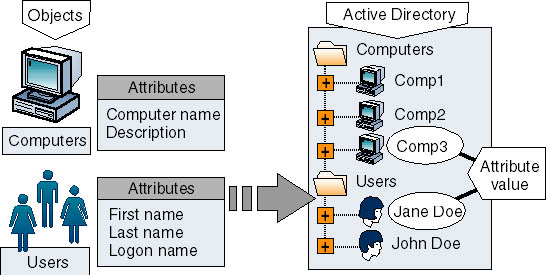 Objects
Computers
Attributes
Computer name
Description
Users
Attributes
First name
Last name
Logon name
Active Directory
Computers
Comp1
Comp2
Comp3
Users
Jane Doe
John Doe
Attribute
value